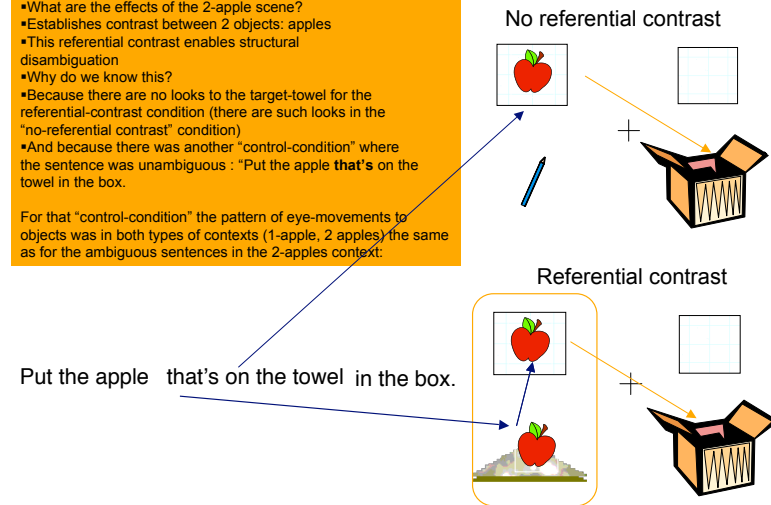 ▪What are the effects of the 2-apple scene?
▪Establishes contrast between 2 objects: apples
▪This referential contrast enables structural
disambiguation
▪Why do we know this?
▪Because there are no looks to the target-towel for the
referential-contrast condition (there are such looks in the
“no-referential contrast” condition)
▪And because there was another “control-condition” where
the sentence was unambiguous : “Put the apple that’s on the
towel in the box.
For that “control-condition” the pattern of eye-movements to
objects was in both types of contexts (1-apple, 2 apples) the same
as for the ambiguous sentences in the 2-apples context:
No referential contrast
Referential contrast
Put the apple that’s on the towel in the box.